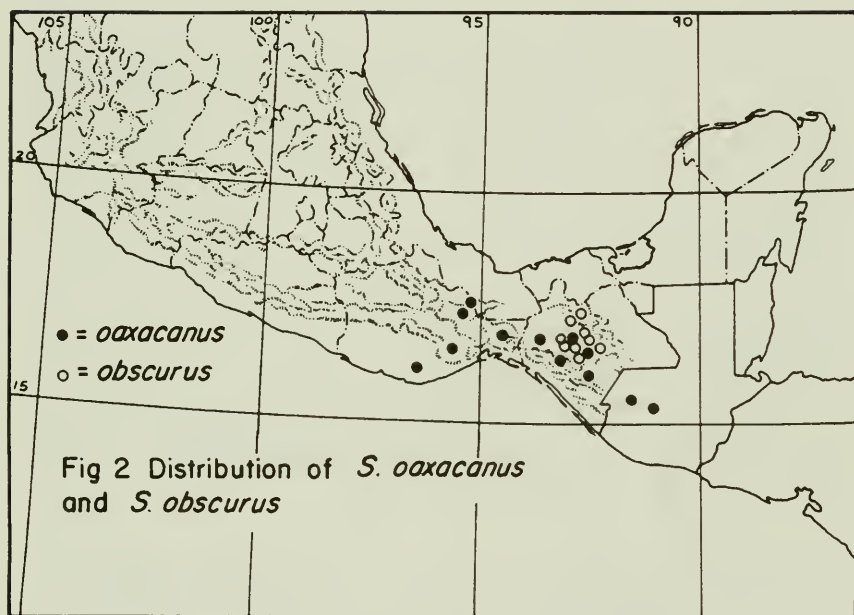 105
100
95
90
20
● = oaxacanus
○ = obscurus
15
Fig 2 Distribution of S. oaxacanus
and S. obscurus